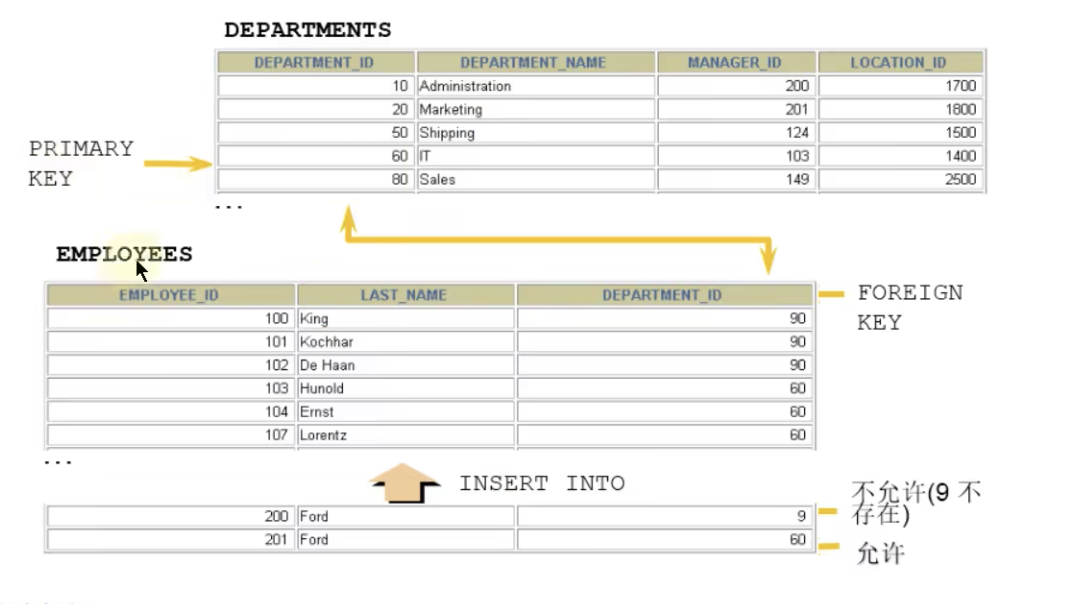 DEPARTMENTS
DEPARTMENT_ID DEPARTMENT_NAME MANAGER_ID LOCATION_ID
10 Administration 200 1700
20 Marketing 201 1800
50 Shipping 124 1500
60 IT 103 1400
80 Sales 149 2500
...
PRIMARY
KEY
EMPLOYEES
EMPLOYEE_ID LAST_NAME DEPARTMENT_ID
100 King 90
101 Kochhar 90
102 De Haan 90
103 Hunold 60
104 Ernst 60
107 Lorentz 60
...
FOREIGN
KEY
INSERT INTO
200 Ford 9
201 Ford 60
不允许(9 不
存在)
允许